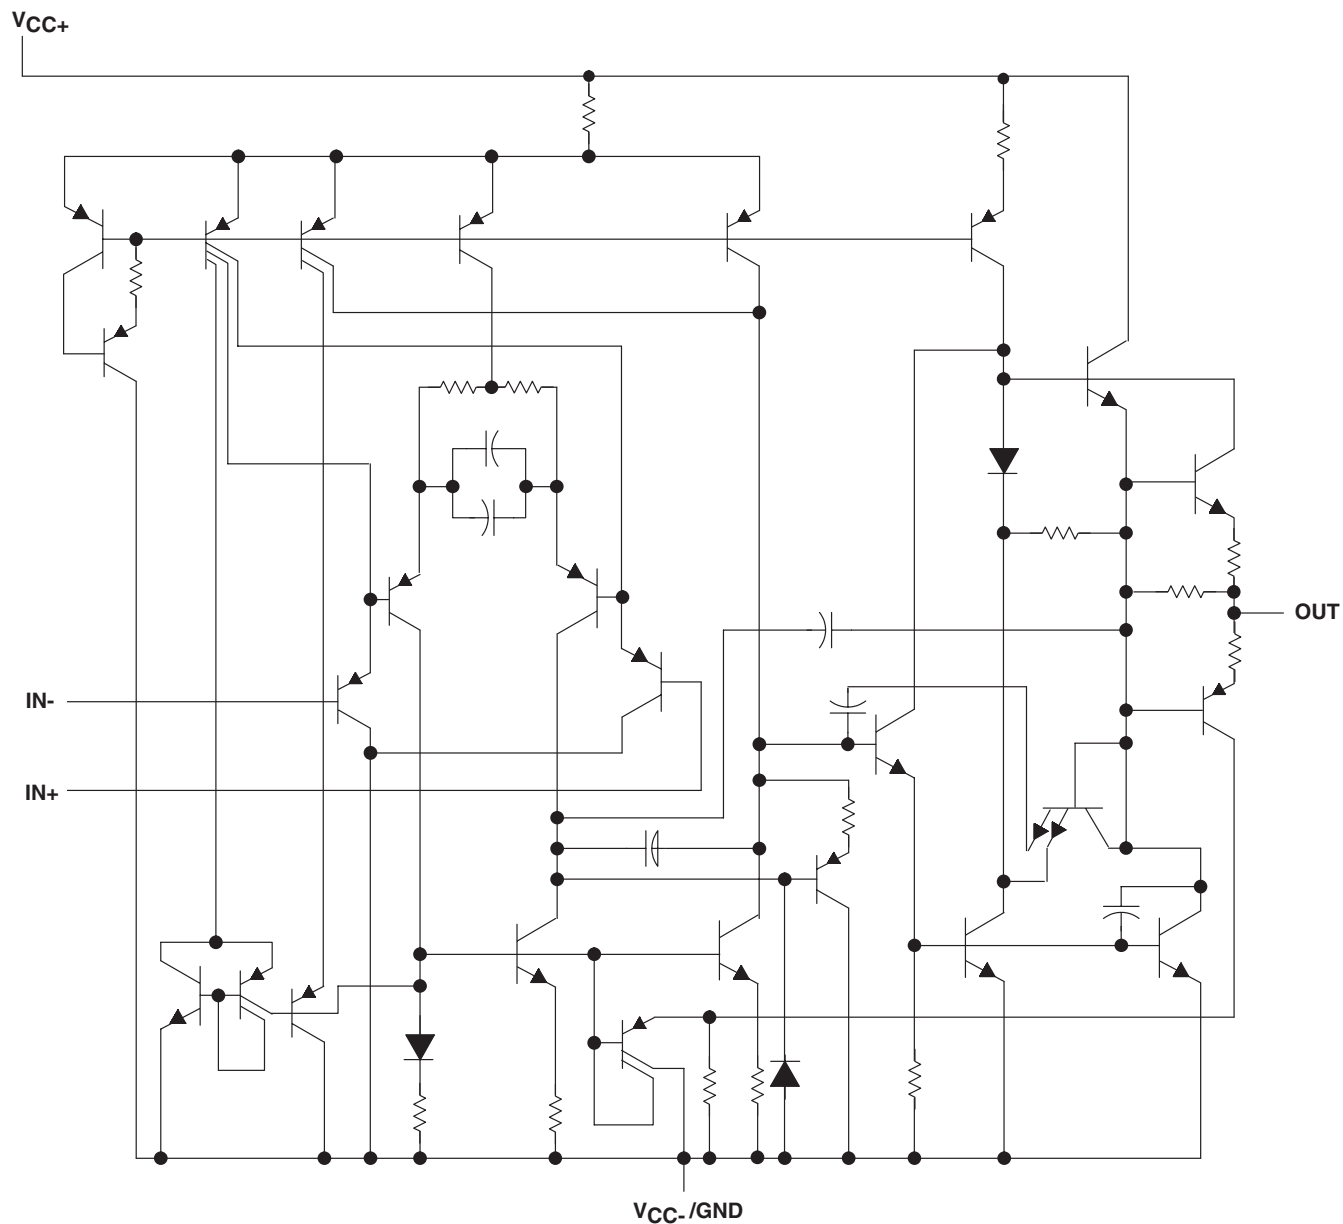 VCC+
OUT
IN-
IN+
VCC- /GND